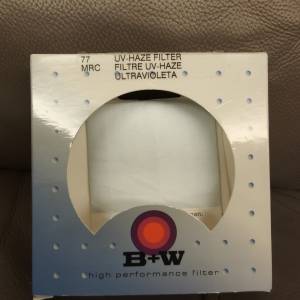 77 UV-HAZE FILTER
MRC FILTRE UV-HAZE
ULTRAVIOLETA
B+W
high performance filter